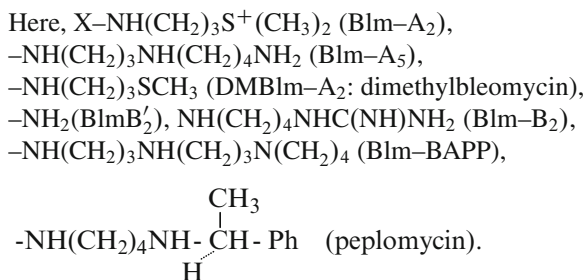 Here, X–NH(CH₂)₃S⁺(CH₃)₂ (Blm–A₂),
–NH(CH₂)₃NH(CH₂)₄NH₂ (Blm–A₅),
–NH(CH₂)₃SCH₃ (DMBlm–A₂: dimethylbleomycin),
–NH₂(BlmB₂′), NH(CH₂)₄NHC(NH)NH₂ (Blm–B₂),
–NH(CH₂)₃NH(CH₂)₃N(CH₂)₄ (Blm–BAPP),
CH₃
-NH(CH₂)₄NH-CH-Ph (peplomycin).
H